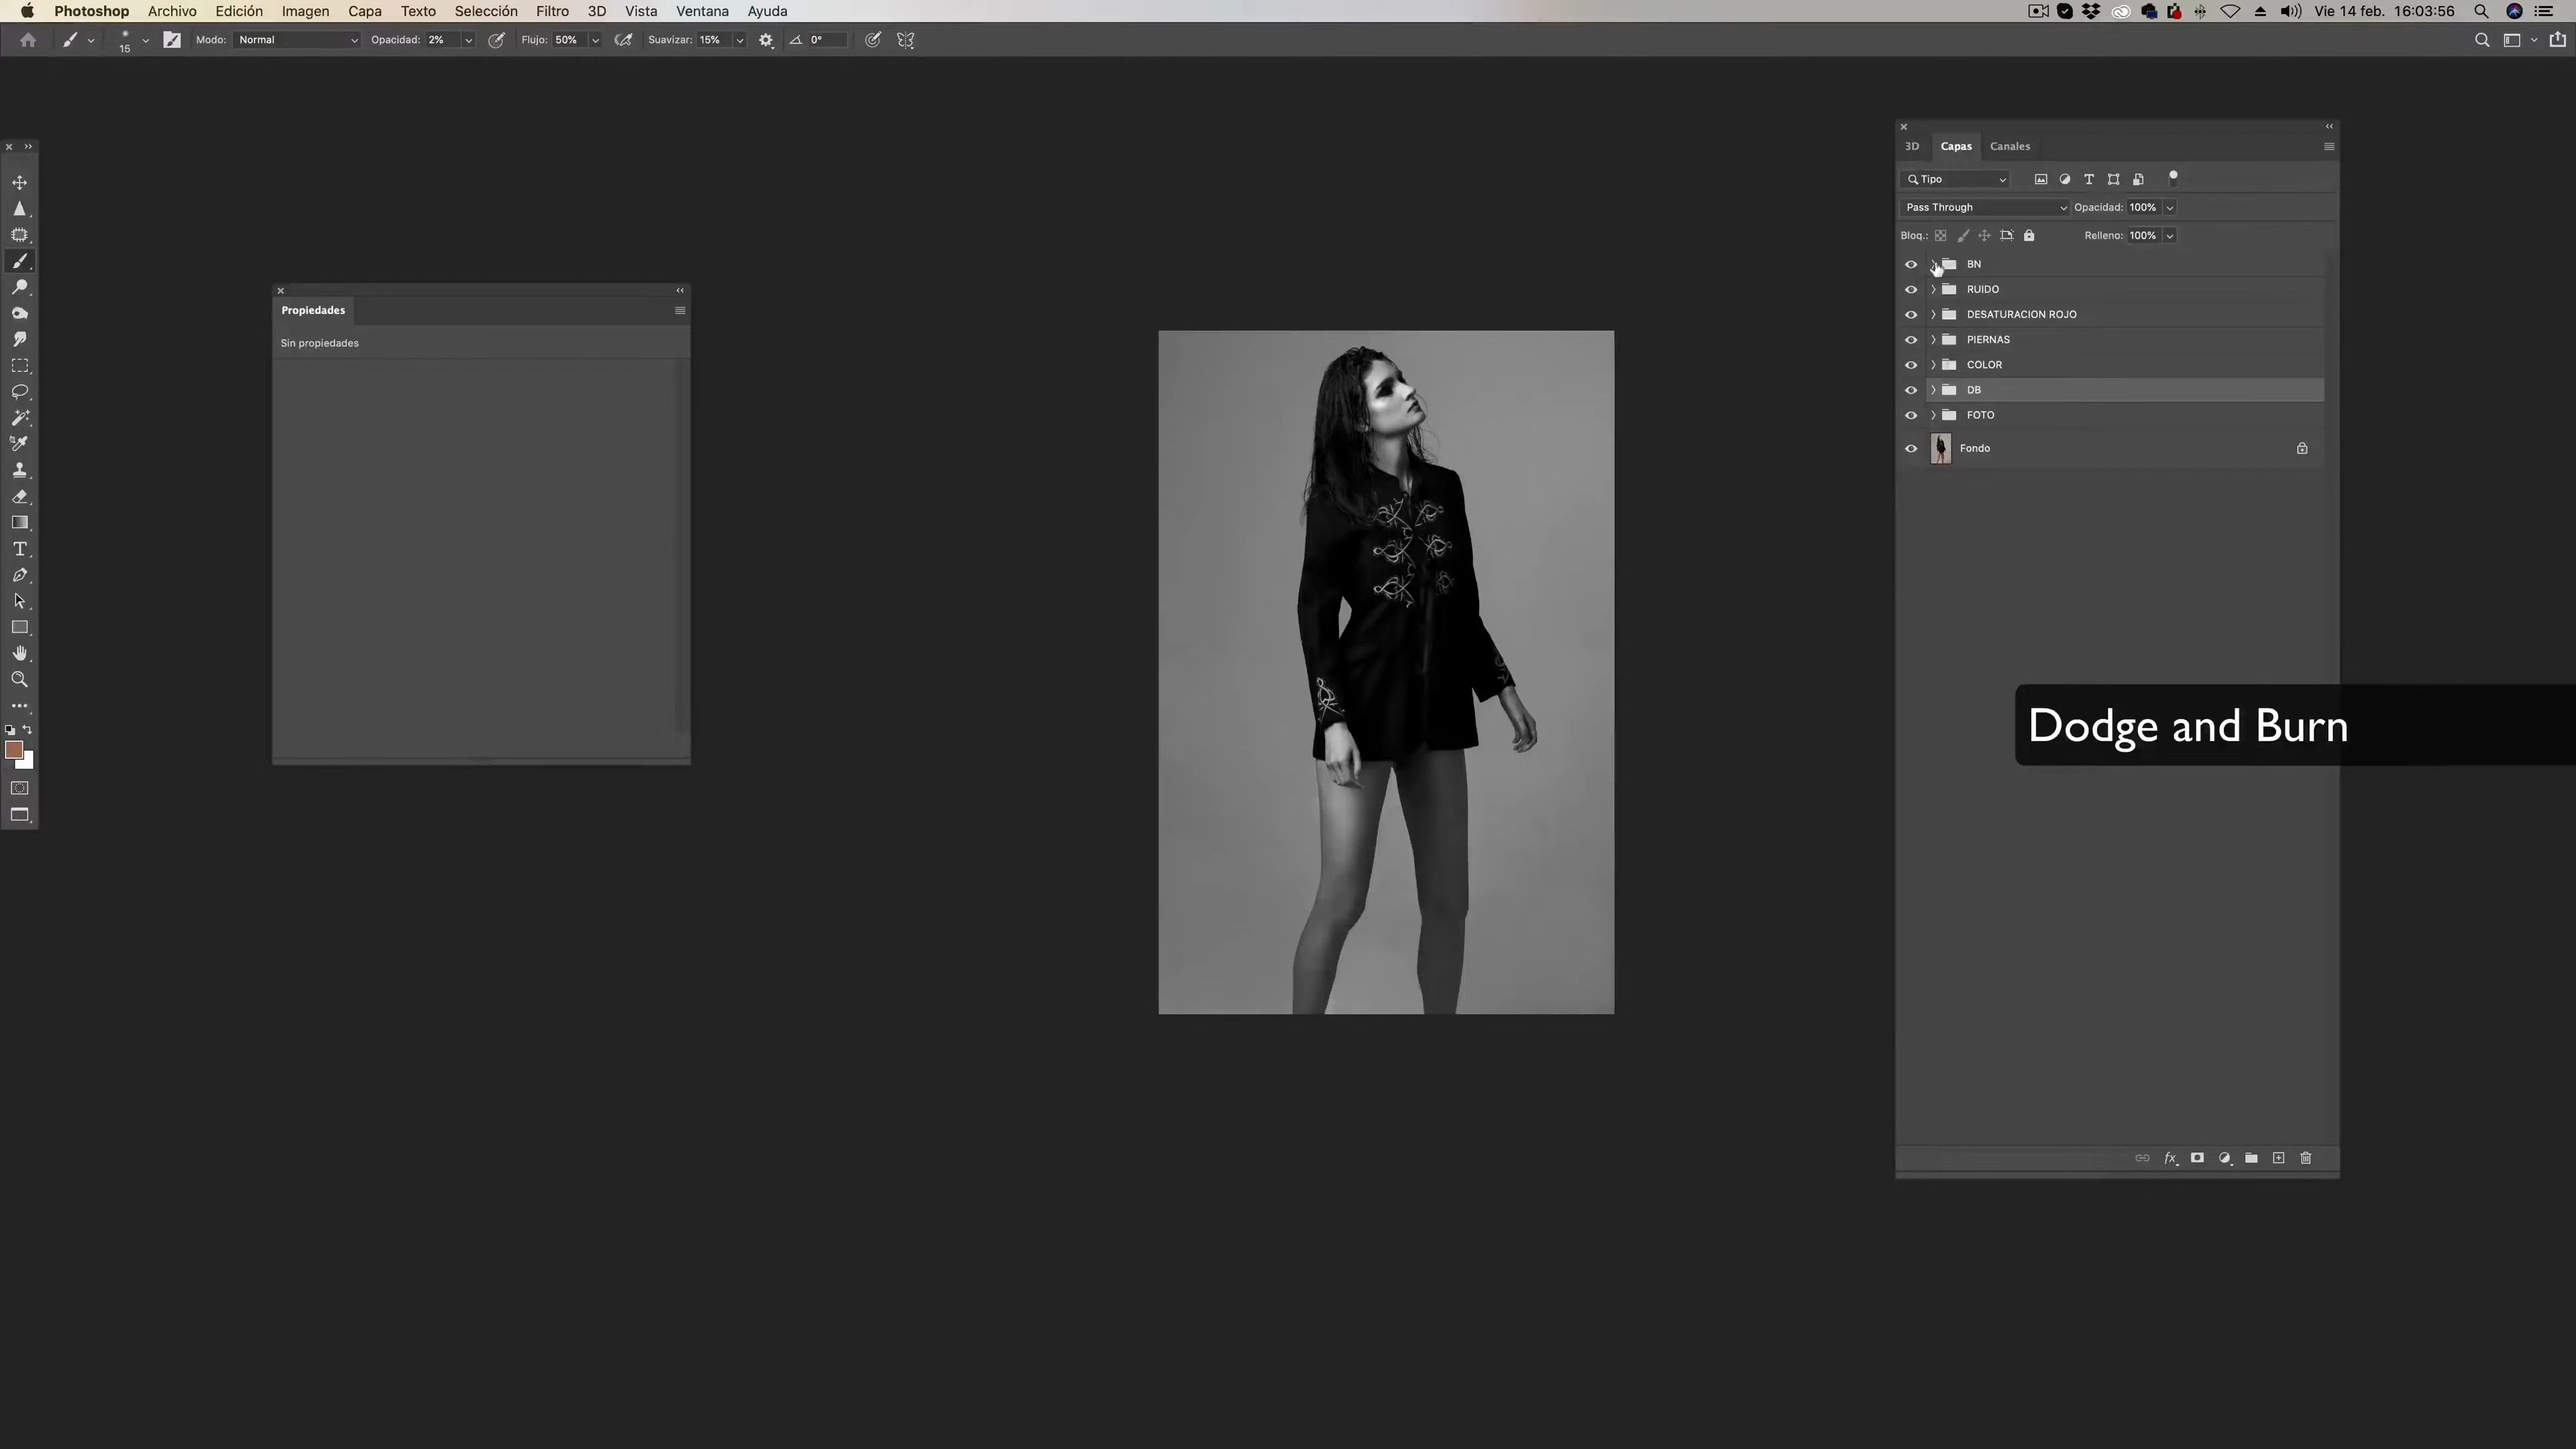 Photoshop Archivo Edición Imagen Capa Texto Selección Filtro 3D Vista Ventana Ayuda Vie 14 feb. 16:03:56
15 Modo: Normal Opacidad: 2% Flujo: 50% Suavizar: 15% 0°
3D Capas Canales
Tipo
Pass Through Opacidad: 100%
Bloq.: Relleno: 100%
BN
RUIDO
DESATURACION ROJO
PIERNAS
COLOR
DB
FOTO
Fondo
Propiedades
Sin propiedades
Dodge and Burn
fx